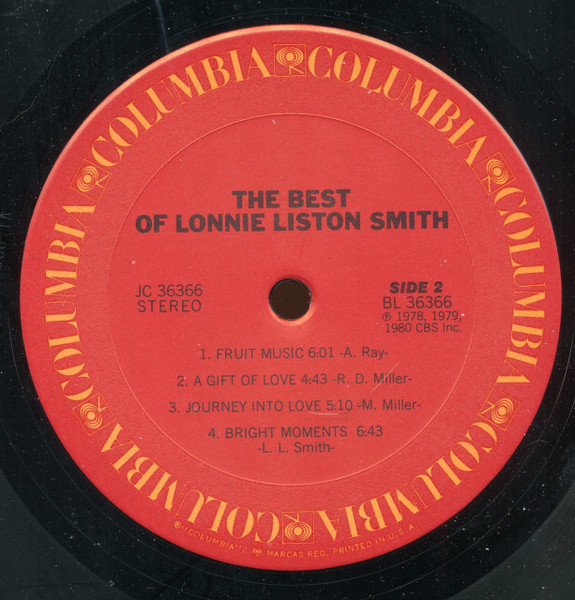 COLUMBIA COLUMBIA COLUMBIA COLUMBIA COLUMBIA COLUMBIA
THE BEST
OF LONNIE LISTON SMITH
JC 36366
STEREO
SIDE 2
BL 36366
℗ 1978, 1979,
1980 CBS Inc.
1. FRUIT MUSIC 6:01 -A. Ray-
2. A GIFT OF LOVE 4:43 -R. D. Miller-
3. JOURNEY INTO LOVE 5:10 -M. Miller-
4. BRIGHT MOMENTS 6:43
-L. L. Smith-
®"COLUMBIA", MARCAS REG. PRINTED IN U.S.A.